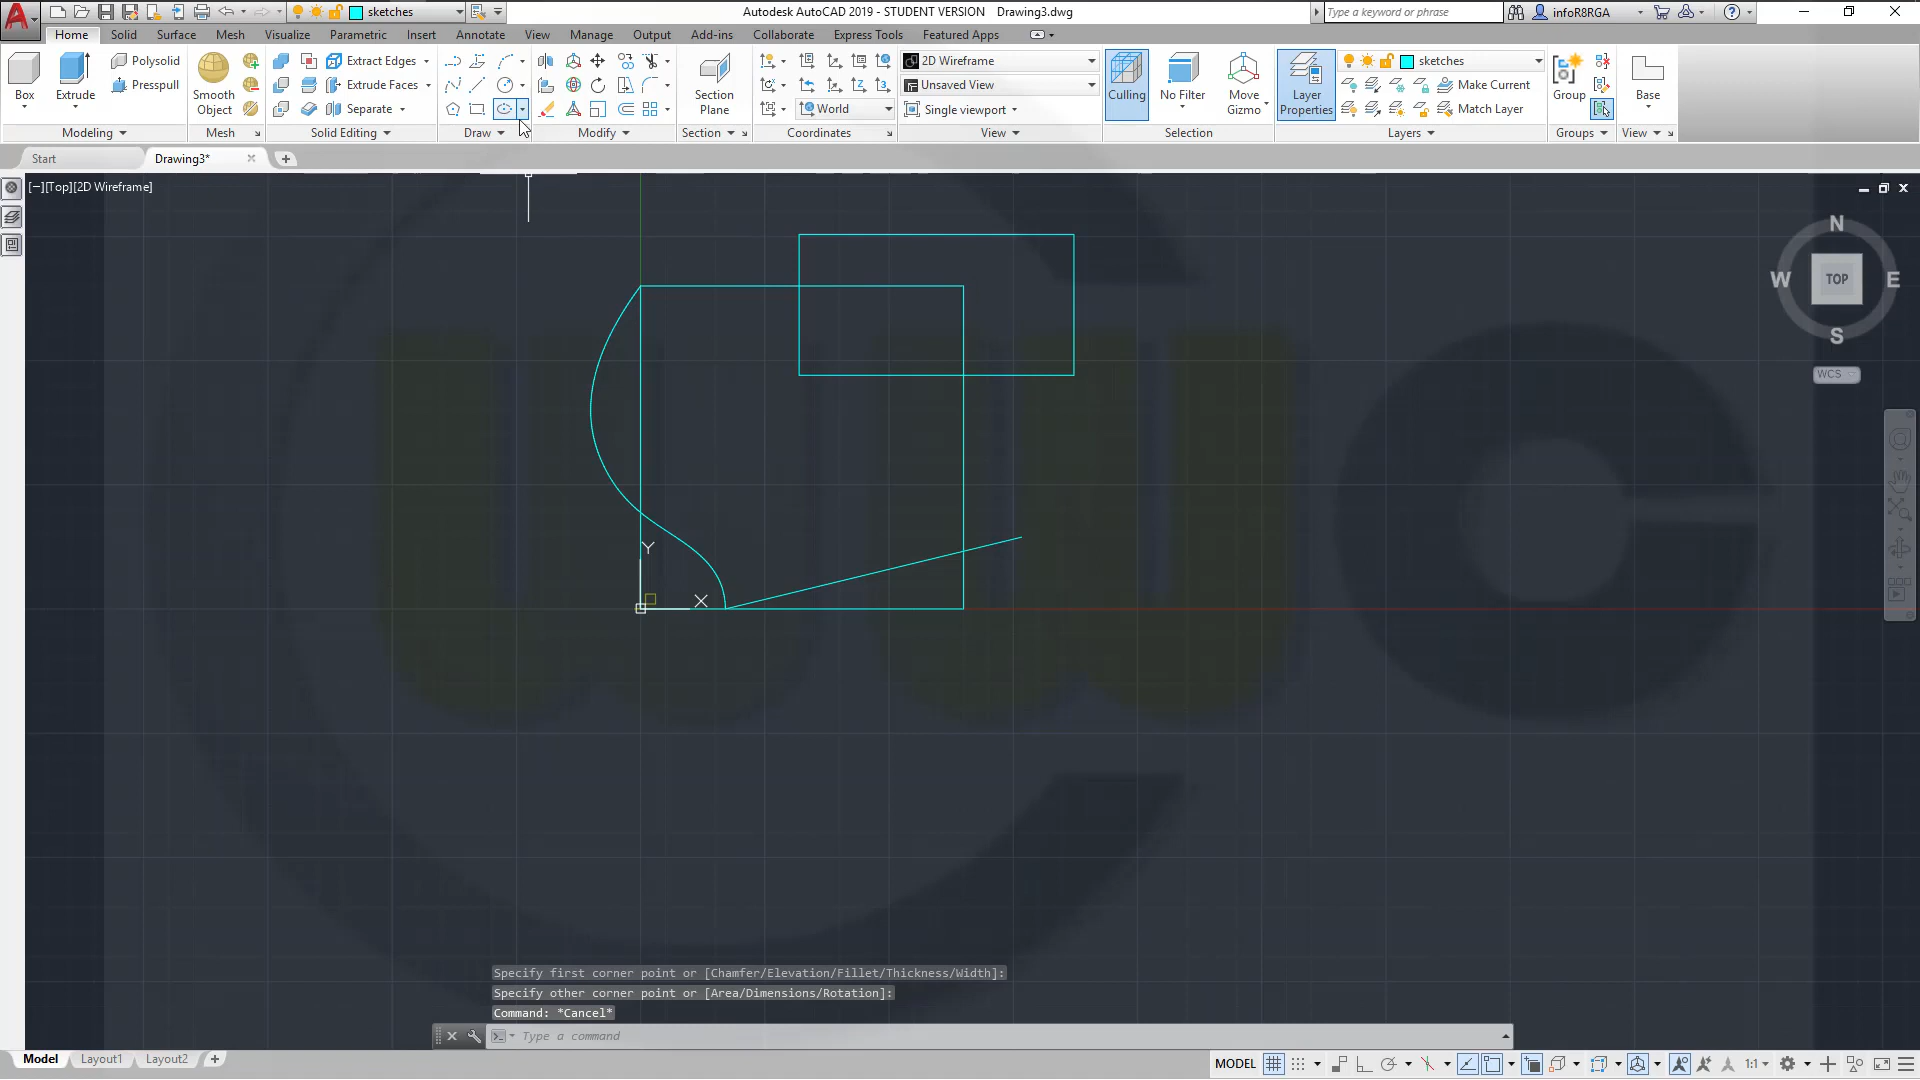 sketches
Autodesk AutoCAD 2019 - STUDENT VERSION Drawing3.dwg
Type a keyword or phrase
infoR8RGA
Home Solid Surface Mesh Visualize Parametric Insert Annotate View Manage Output Add-ins Collaborate Express Tools Featured Apps
Box
Extrude
Polysolid
Presspull
Modeling
Smooth
Object
Mesh
Extract Edges
Extrude Faces
Separate
Solid Editing
Draw
Modify
Section
Plane
Section
World
Coordinates
2D Wireframe
Unsaved View
Single viewport
View
Culling
No Filter
Move
Gizmo
Selection
Layer
Properties
sketches
Make Current
Match Layer
Layers
Group
Groups
Base
View
Start
Drawing3*
[−][Top][2D Wireframe]
N
W
TOP
E
S
WCS
Y
X
Specify first corner point or [Chamfer/Elevation/Fillet/Thickness/Width]:
Specify other corner point or [Area/Dimensions/Rotation]:
Command: *Cancel*
Type a command
Model Layout1 Layout2
MODEL
1:1